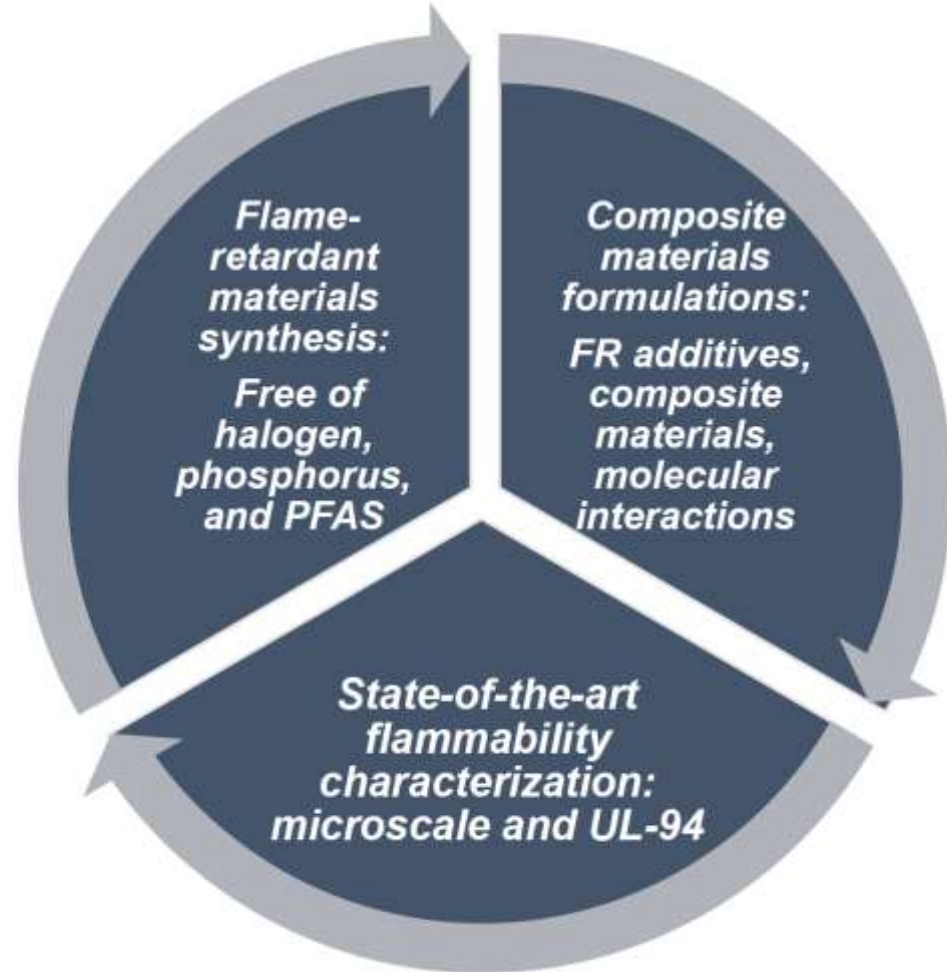 Flame-
retardant
materials
synthesis:
Free of
halogen,
phosphorus,
and PFAS
Composite
materials
formulations:
FR additives,
composite
materials,
molecular
interactions
State-of-the-art
flammability
characterization:
microscale and UL-94